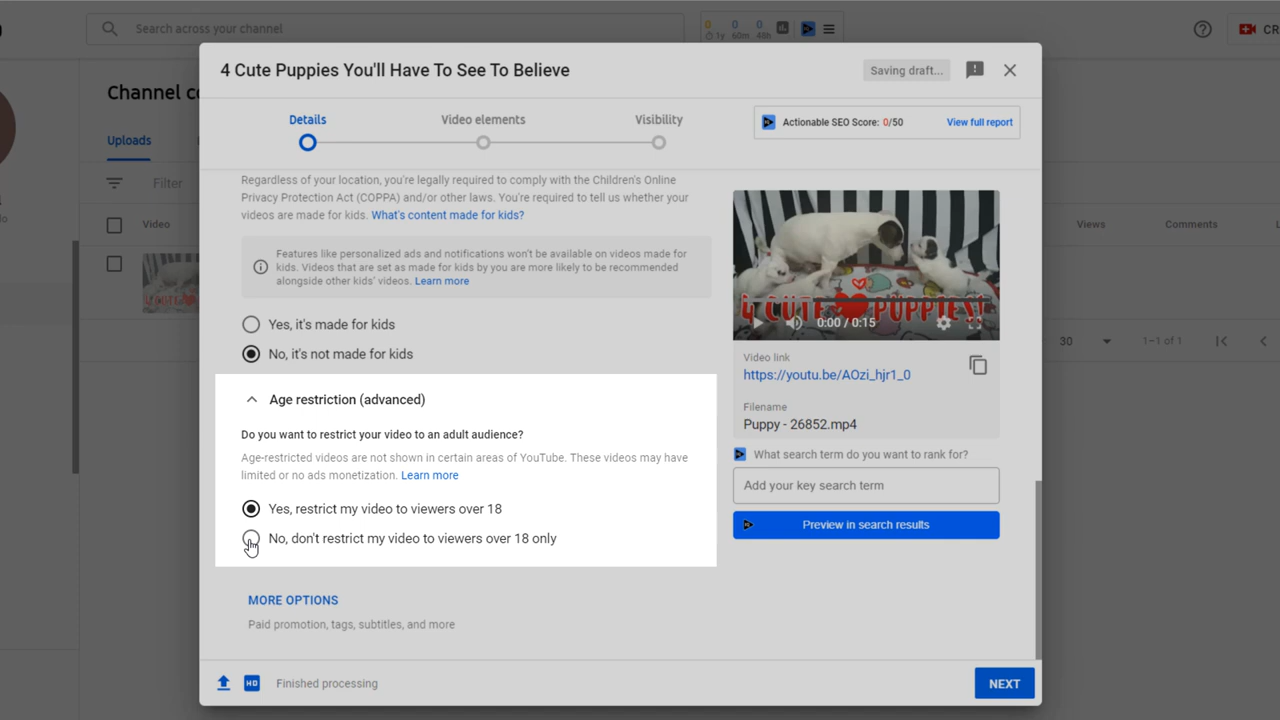 Search across your channel
0 0 0
1y 60m 48h
CR
4 Cute Puppies You'll Have To See To Believe
Saving draft...
Channel c
Details
Video elements
Visibility
Actionable SEO Score: 0/50
View full report
Uploads
Filter
Video
Views
Comments
Regardless of your location, you're legally required to comply with the Children's Online
Privacy Protection Act (COPPA) and/or other laws. You're required to tell us whether your
videos are made for kids. What's content made for kids?
Features like personalized ads and notifications won't be available on videos made for
kids. Videos that are set as made for kids by you are more likely to be recommended
alongside other kids' videos. Learn more
Yes, it's made for kids
No, it's not made for kids
Age restriction (advanced)
Do you want to restrict your video to an adult audience?
Age-restricted videos are not shown in certain areas of YouTube. These videos may have
limited or no ads monetization. Learn more
Yes, restrict my video to viewers over 18
No, don't restrict my video to viewers over 18 only
MORE OPTIONS
Paid promotion, tags, subtitles, and more
4 CUTE PUPPIES!
0:00 / 0:15
Video link
https://youtu.be/AOzi_hjr1_0
Filename
Puppy - 26852.mp4
What search term do you want to rank for?
Add your key search term
Preview in search results
30
1–1 of 1
HD
Finished processing
NEXT